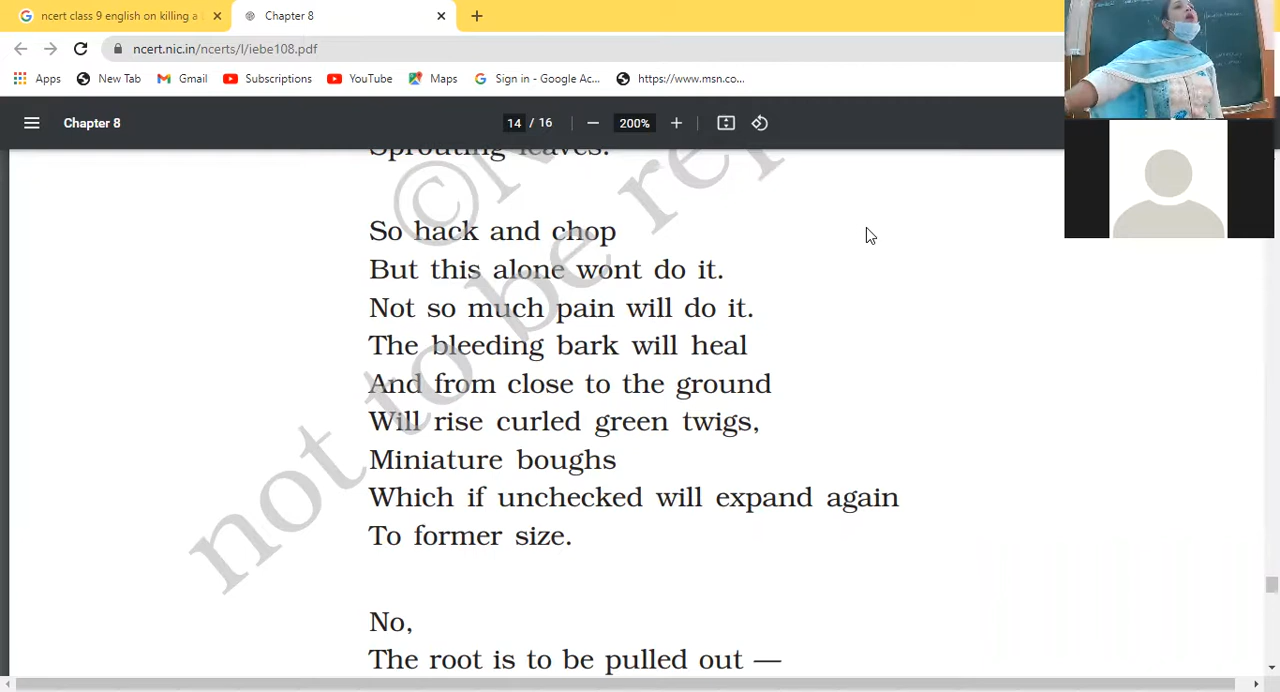 ncert class 9 english on killing a
Chapter 8
ncert.nic.in/ncerts/l/iebe108.pdf
Apps
New Tab
Gmail
Subscriptions
YouTube
Maps
Sign in - Google Ac...
https://www.msn.co...
Chapter 8
14 / 16
200%
Sprouting leaves.
So hack and chop
But this alone wont do it.
Not so much pain will do it.
The bleeding bark will heal
And from close to the ground
Will rise curled green twigs,
Miniature boughs
Which if unchecked will expand again
To former size.
No,
The root is to be pulled out —
not to be rep
©N